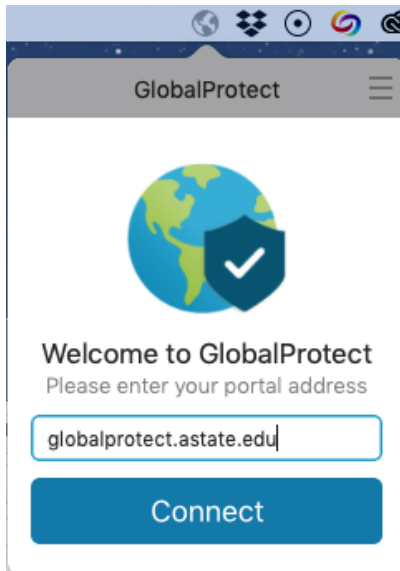 GlobalProtect
Welcome to GlobalProtect
Please enter your portal address
globalprotect.astate.edu
Connect